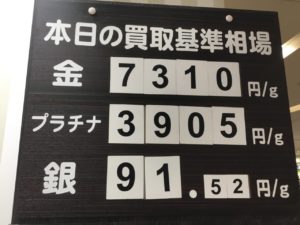 本日の買取基準相場
金 7310 円/g
プラチナ 3905 円/g
銀 91.52 円/g